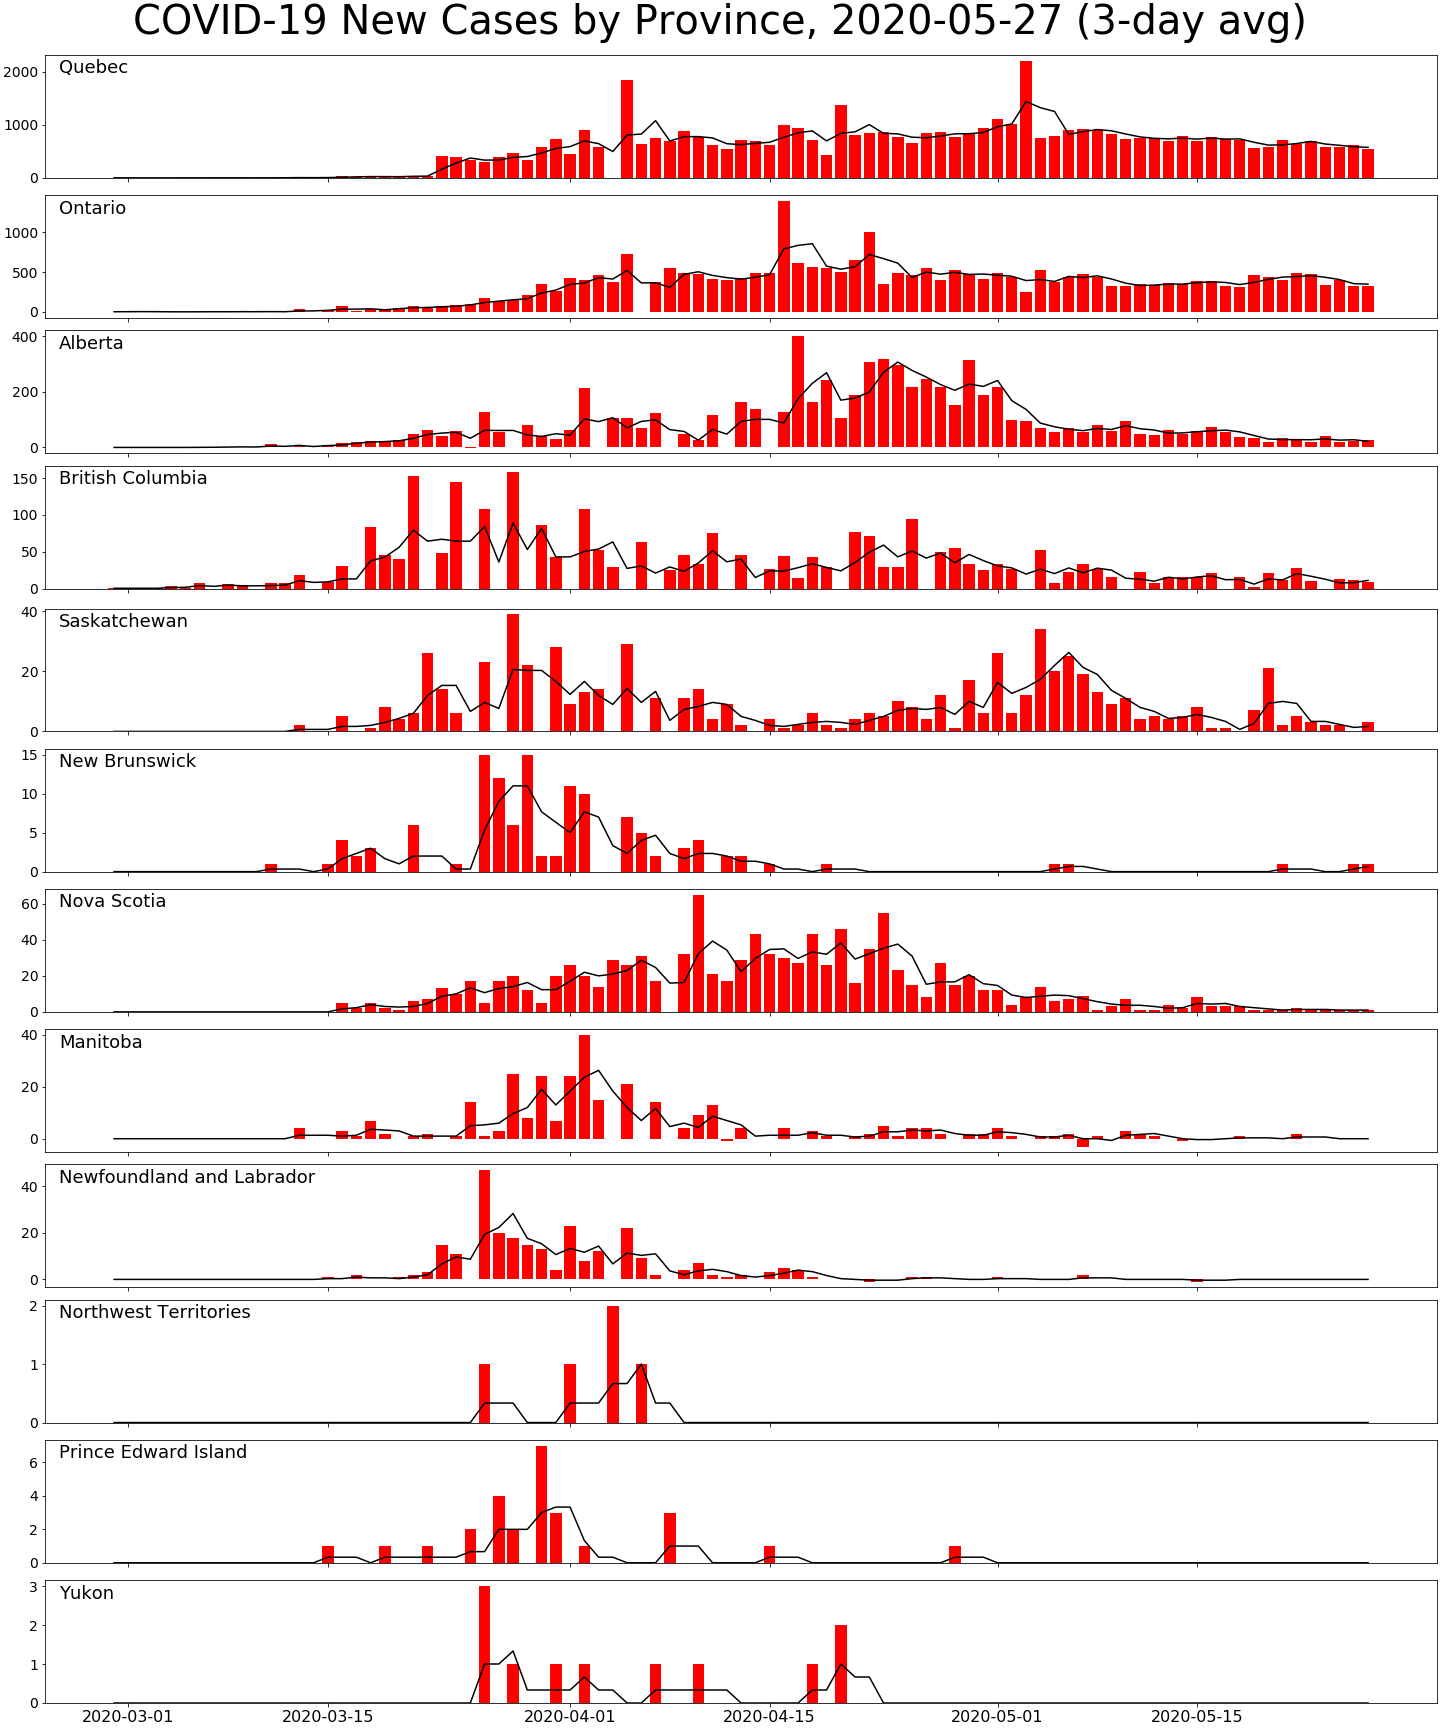 COVID-19 New Cases by Province, 2020-05-27 (3-day avg)
Quebec
2000
1000
0
Ontario
1000
500
0
Alberta
400
200
0
British Columbia
150
100
50
0
Saskatchewan
40
20
0
New Brunswick
15
10
5
0
Nova Scotia
60
40
20
0
Manitoba
40
20
0
Newfoundland and Labrador
40
20
0
Northwest Territories
2
1
0
Prince Edward Island
6
4
2
0
Yukon
3
2
1
0
2020-03-01 2020-03-15 2020-04-01 2020-04-15 2020-05-01 2020-05-15